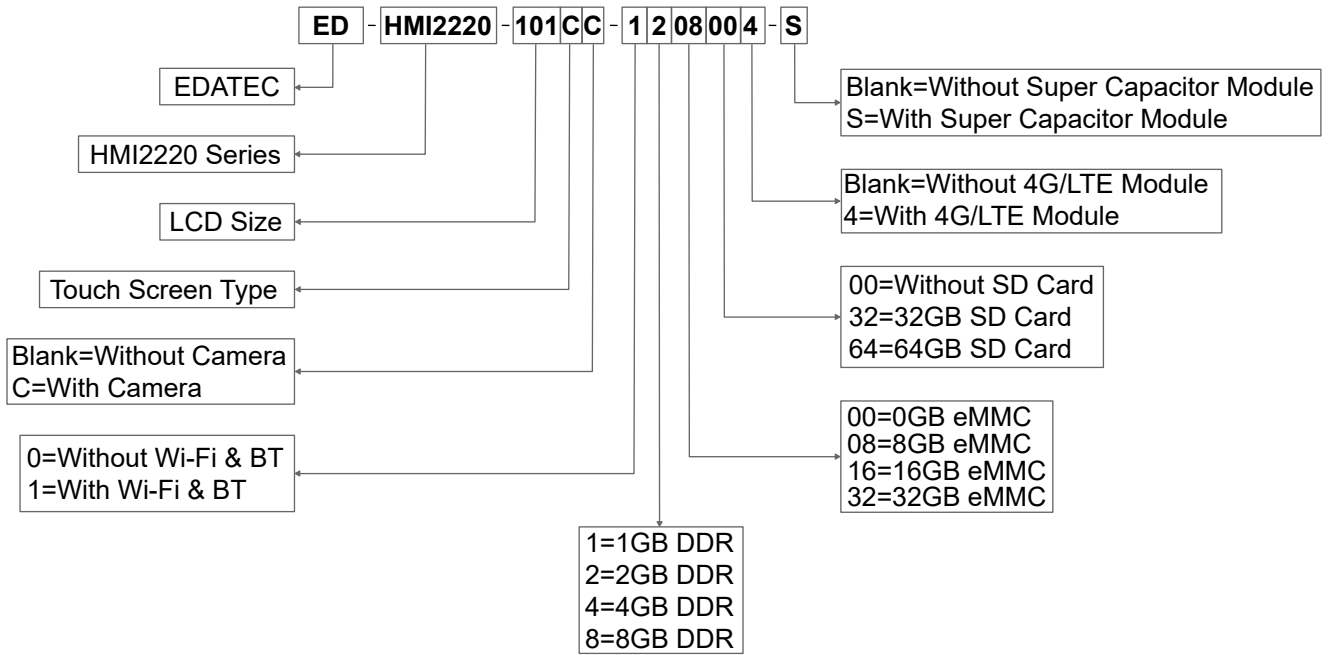 ED - HMI2220 - 101 C C - 1 2 08 00 4 - S
EDATEC
HMI2220 Series
LCD Size
Touch Screen Type
Blank=Without Camera
C=With Camera
0=Without Wi-Fi & BT
1=With Wi-Fi & BT
1=1GB DDR
2=2GB DDR
4=4GB DDR
8=8GB DDR
Blank=Without Super Capacitor Module
S=With Super Capacitor Module
Blank=Without 4G/LTE Module
4=With 4G/LTE Module
00=Without SD Card
32=32GB SD Card
64=64GB SD Card
00=0GB eMMC
08=8GB eMMC
16=16GB eMMC
32=32GB eMMC